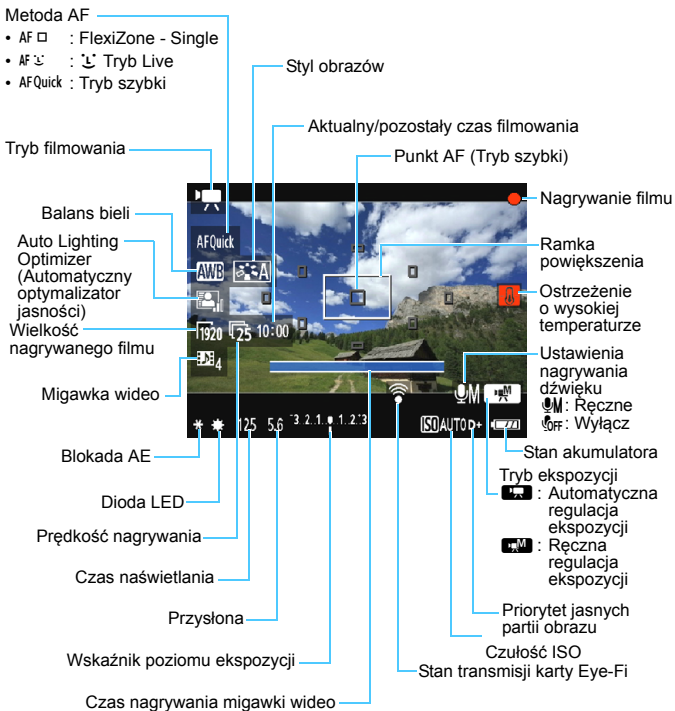 Metoda AF
• AF □ : FlexiZone - Single
• AF : Tryb Live
• AFQuick : Tryb szybki
Styl obrazów
Aktualny/pozostały czas filmowania
Punkt AF (Tryb szybki)
Tryb filmowania
Nagrywanie filmu
Balans bieli
Auto Lighting
Optimizer
(Automatyczny
optymalizator
jasności)
Ramka
powiększenia
Ostrzeżenie
o wysokiej
temperaturze
Wielkość
nagrywanego filmu
Migawka wideo
Ustawienia
nagrywania
dźwięku
M : Ręczne
OFF : Wyłącz
AFQuick
AWB
A
1920 25 10:00
4
M M
125 5.6 -3..2..1..0..1..2.:3 ISO AUTO D+
Blokada AE
Stan akumulatora
Dioda LED
Tryb ekspozycji
: Automatyczna
regulacja
ekspozycji
M : Ręczna
regulacja
ekspozycji
Prędkość nagrywania
Czas naświetlania
Przysłona
Priorytet jasnych
partii obrazu
Wskaźnik poziomu ekspozycji
Czułość ISO
Stan transmisji karty Eye-Fi
Czas nagrywania migawki wideo